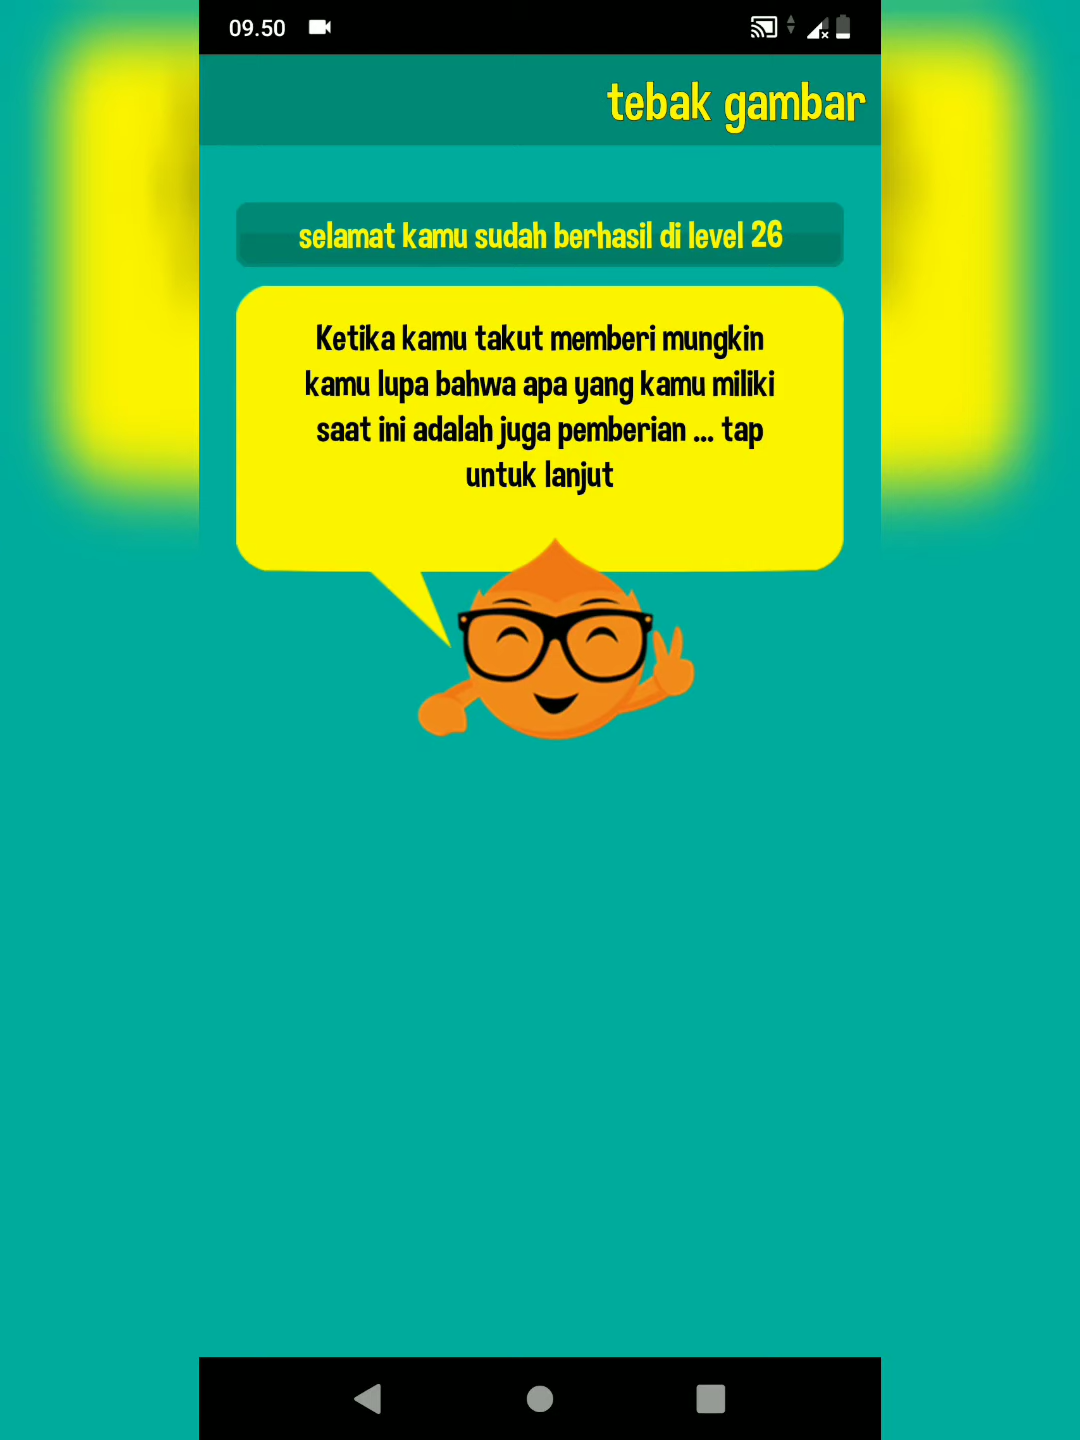 09.50
tebak gambar
selamat kamu sudah berhasil di level 26
Ketika kamu takut memberi mungkin
kamu lupa bahwa apa yang kamu miliki
saat ini adalah juga pemberian ... tap
untuk lanjut